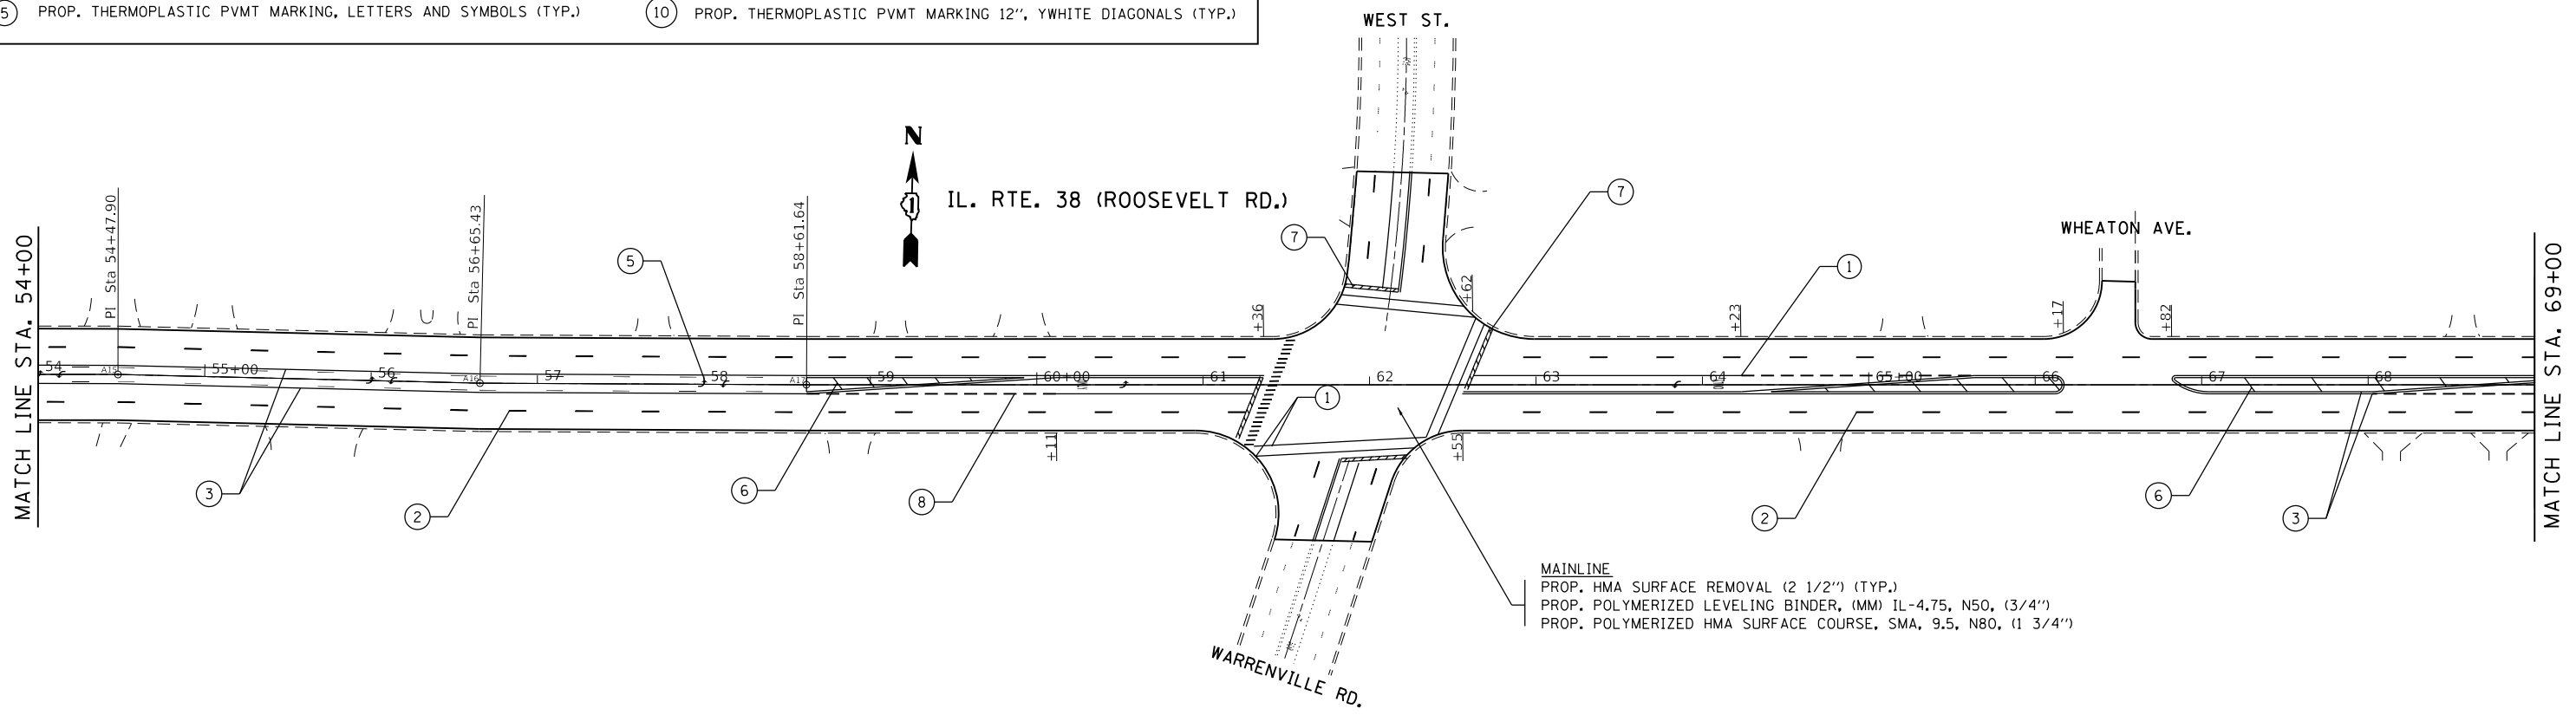 5 PROP. THERMOPLASTIC PVMT MARKING, LETTERS AND SYMBOLS (TYP.)
10 PROP. THERMOPLASTIC PVMT MARKING 12", YWHITE DIAGONALS (TYP.)
WEST ST.
N
1
IL. RTE. 38 (ROOSEVELT RD.)
7
7
WHEATON AVE.
MATCH LINE STA. 54+00
PI Sta 54+47.90
PI Sta 56+65.43
PI Sta 58+61.64
5
1
+36
+62
+23
+17
+82
MATCH LINE STA. 69+00
54
A15
55+00
56
A16
57
58
A17
59
60+00
61
62
63
64
65+00
66
67
68
1
+11
+55
3
2
6
8
2
6
3
MAINLINE
PROP. HMA SURFACE REMOVAL (2 1/2") (TYP.)
PROP. POLYMERIZED LEVELING BINDER, (MM) IL-4.75, N50, (3/4")
PROP. POLYMERIZED HMA SURFACE COURSE, SMA, 9.5, N80, (1 3/4")
WARRENVILLE RD.